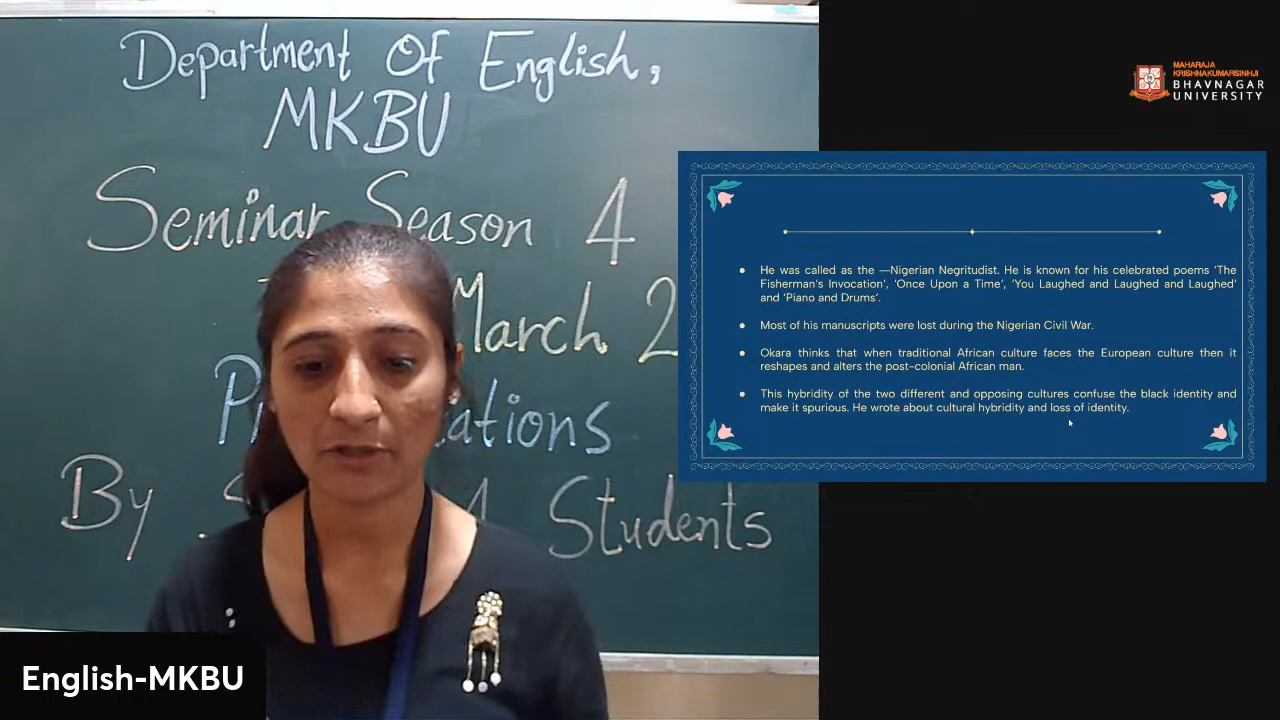 Department Of English,
MKBU
Seminar Season 4
March 2
By Students
MAHARAJA
KRISHNAKUMARSINHJI
BHAVNAGAR
UNIVERSITY
● He was called as the —Nigerian Negritudist. He is known for his celebrated poems ‘The
Fisherman’s Invocation’, ‘Once Upon a Time’, ‘You Laughed and Laughed and Laughed’
and ‘Piano and Drums’.
● Most of his manuscripts were lost during the Nigerian Civil War.
● Okara thinks that when traditional African culture faces the European culture then it
reshapes and alters the post-colonial African man.
● This hybridity of the two different and opposing cultures confuse the black identity and
make it spurious. He wrote about cultural hybridity and loss of identity.
English-MKBU